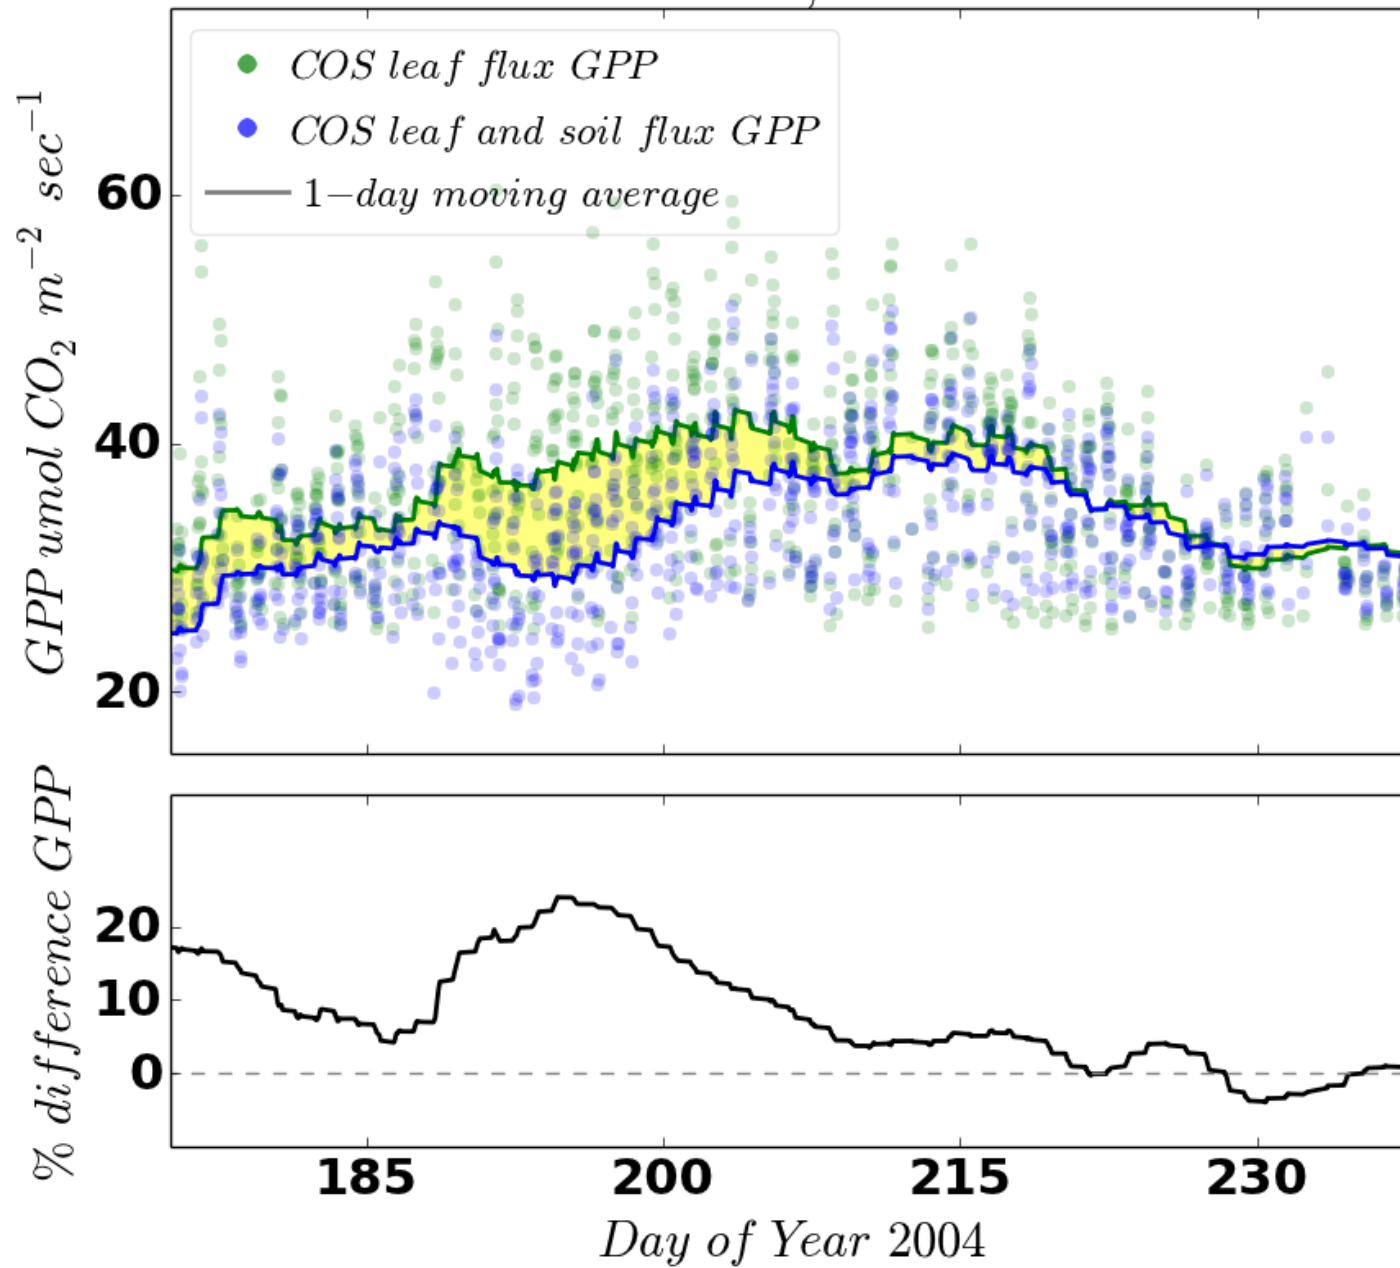 COS leaf flux GPP
COS leaf and soil flux GPP
1−day moving average
GPP umol CO₂ m⁻² sec⁻¹
60
40
20
% difference GPP
20
10
0
185 200 215 230
Day of Year 2004